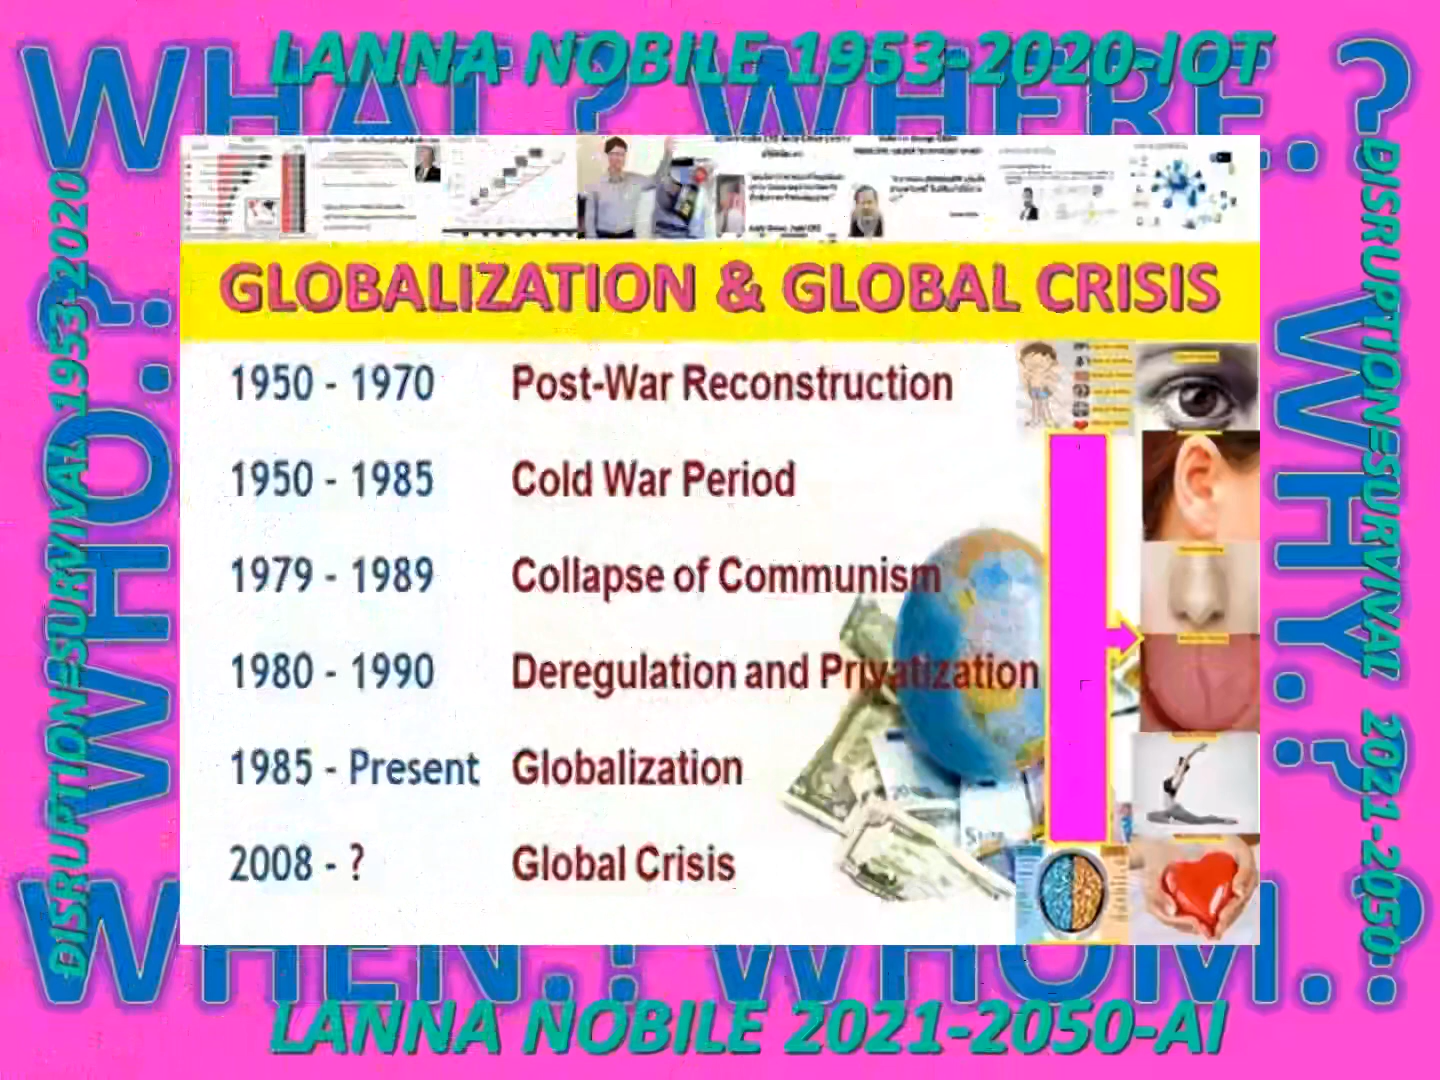 LANNA NOBILE 1953-2020-IOT
WHAT ? WHERE. ?
GLOBALIZATION & GLOBAL CRISIS
1950 - 1970 Post-War Reconstruction
1950 - 1985 Cold War Period
1979 - 1989 Collapse of Communism
1980 - 1990 Deregulation and Privatization
1985 - Present Globalization
2008 - ? Global Crisis
WHO.?
DISRUPTION=SURVIVAL 1953-2020
WHY.?
DISRUPTION=SURVIVAL 2021-2050
WHEN.? WHOM.?
LANNA NOBILE 2021-2050-AI